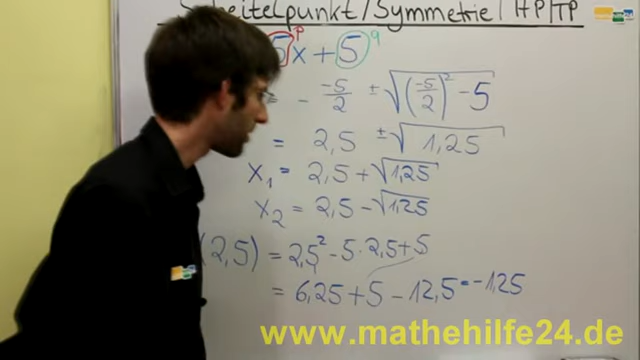 Scheitelpunkt/Symmetrie/HP/TP
5x + 5 p q
= - -5/2 ± √((-5/2)² - 5
= 2,5 ± √1,25
x₁ = 2,5 + √1,25
x₂ = 2,5 - √1,25
(2,5) = 2,5² - 5 · 2,5 + 5
= 6,25 + 5 - 12,5 = -1,25
www.mathehilfe24.de